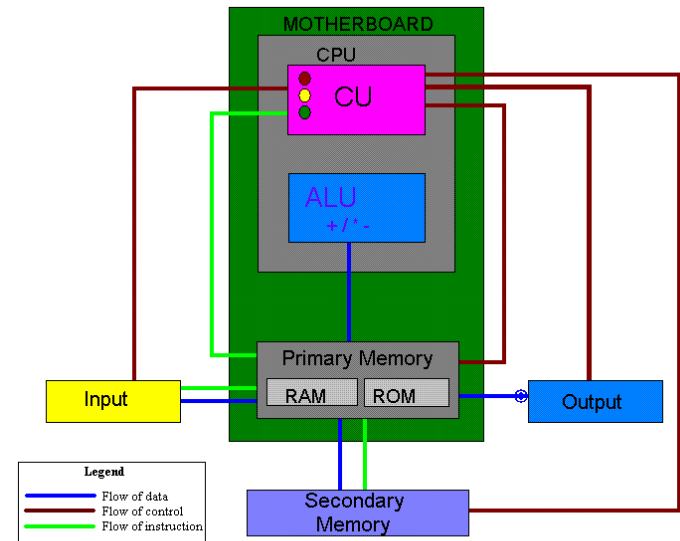 MOTHERBOARD
CPU
CU
ALU
+ / * -
Primary Memory
RAM
ROM
Input
Output
Secondary
Memory
Legend
Flow of data
Flow of control
Flow of instruction